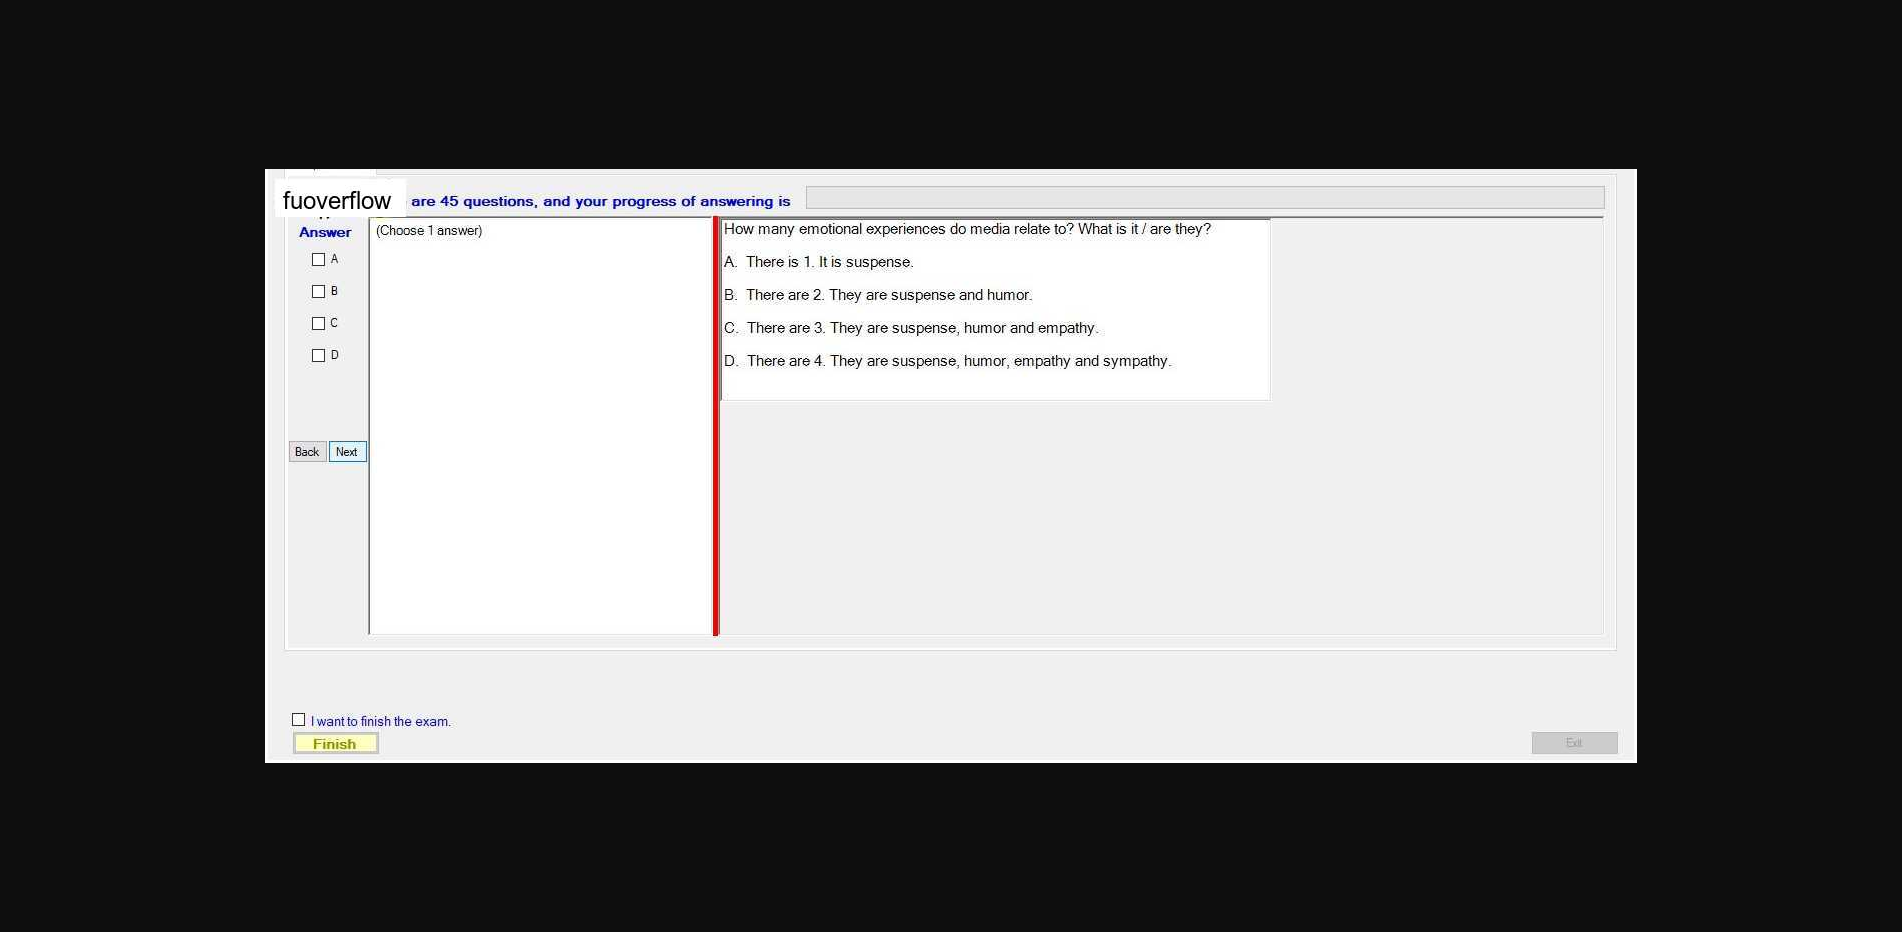 fuoverflow are 45 questions, and your progress of answering is
Answer
(Choose 1 answer)
A
B
C
D
Back Next
How many emotional experiences do media relate to? What is it / are they?
A. There is 1. It is suspense.
B. There are 2. They are suspense and humor.
C. There are 3. They are suspense, humor and empathy.
D. There are 4. They are suspense, humor, empathy and sympathy.
I want to finish the exam.
Finish
Exit